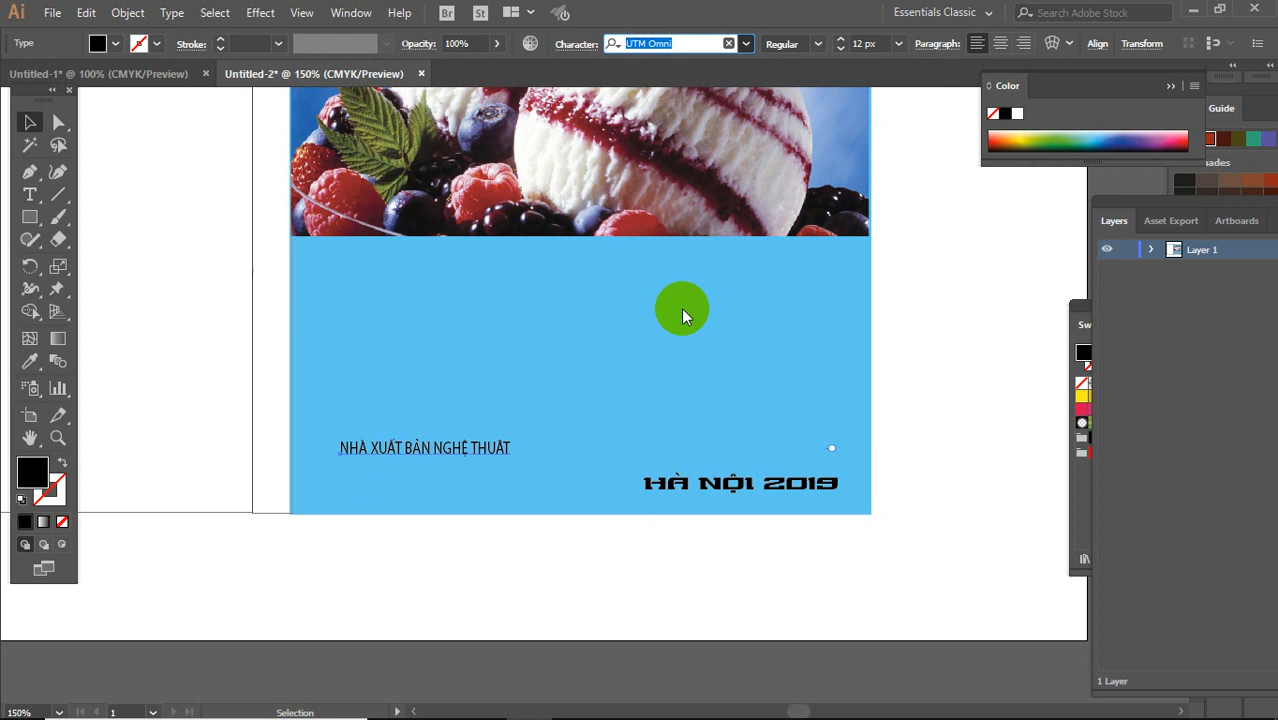 Ai File Edit Object Type Select Effect View Window Help Br St Essentials Classic Search Adobe Stock
Type Stroke: Opacity: 100% Character: UTM Omni Regular 12 px Paragraph: Align Transform
Untitled-1* @ 100% (CMYK/Preview) × Untitled-2* @ 150% (CMYK/Preview) ×
Color
Guide
hades
Layers Asset Export Artboards
Layer 1
Sw
NHÀ XUẤT BẢN NGHỆ THUẬT
HÀ NỘI 2019
1 Layer
150% 1 Selection